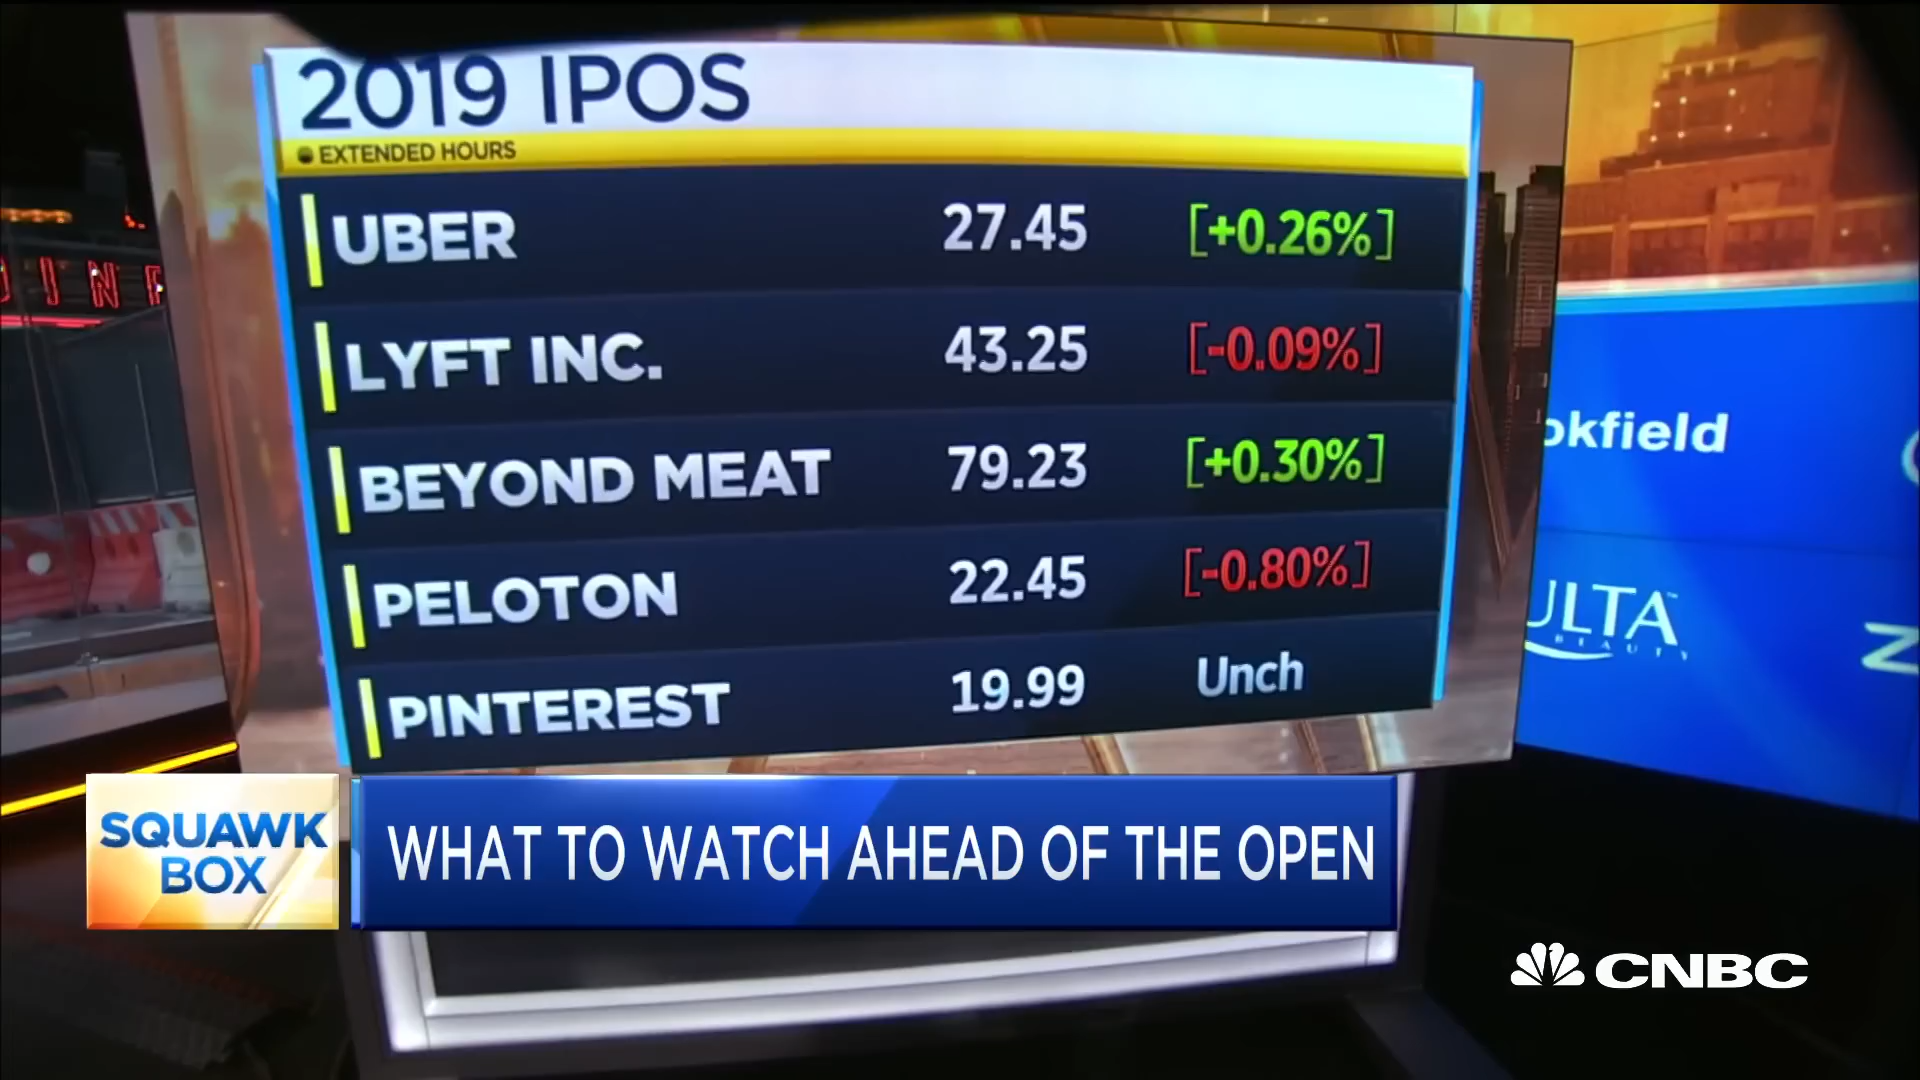 2019 IPOS
EXTENDED HOURS
UBER 27.45 [+0.26%]
LYFT INC. 43.25 [-0.09%]
BEYOND MEAT 79.23 [+0.30%]
PELOTON 22.45 [-0.80%]
PINTEREST 19.99 Unch
okfield
ULTA™
BEAUTY
SQUAWK
BOX
WHAT TO WATCH AHEAD OF THE OPEN
CNBC